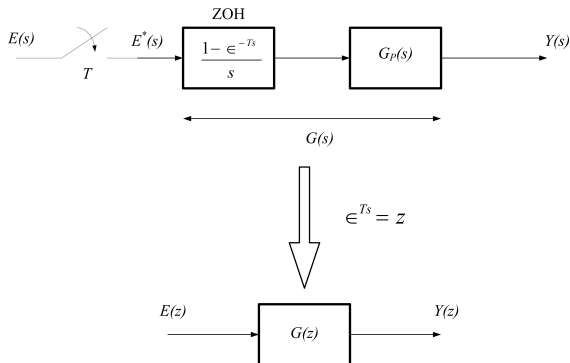 ZOH
E(s) E*(s) 1- ∈^-Ts / s G_P(s) Y(s)
T
G(s)
∈^Ts = z
E(z) G(z) Y(z)